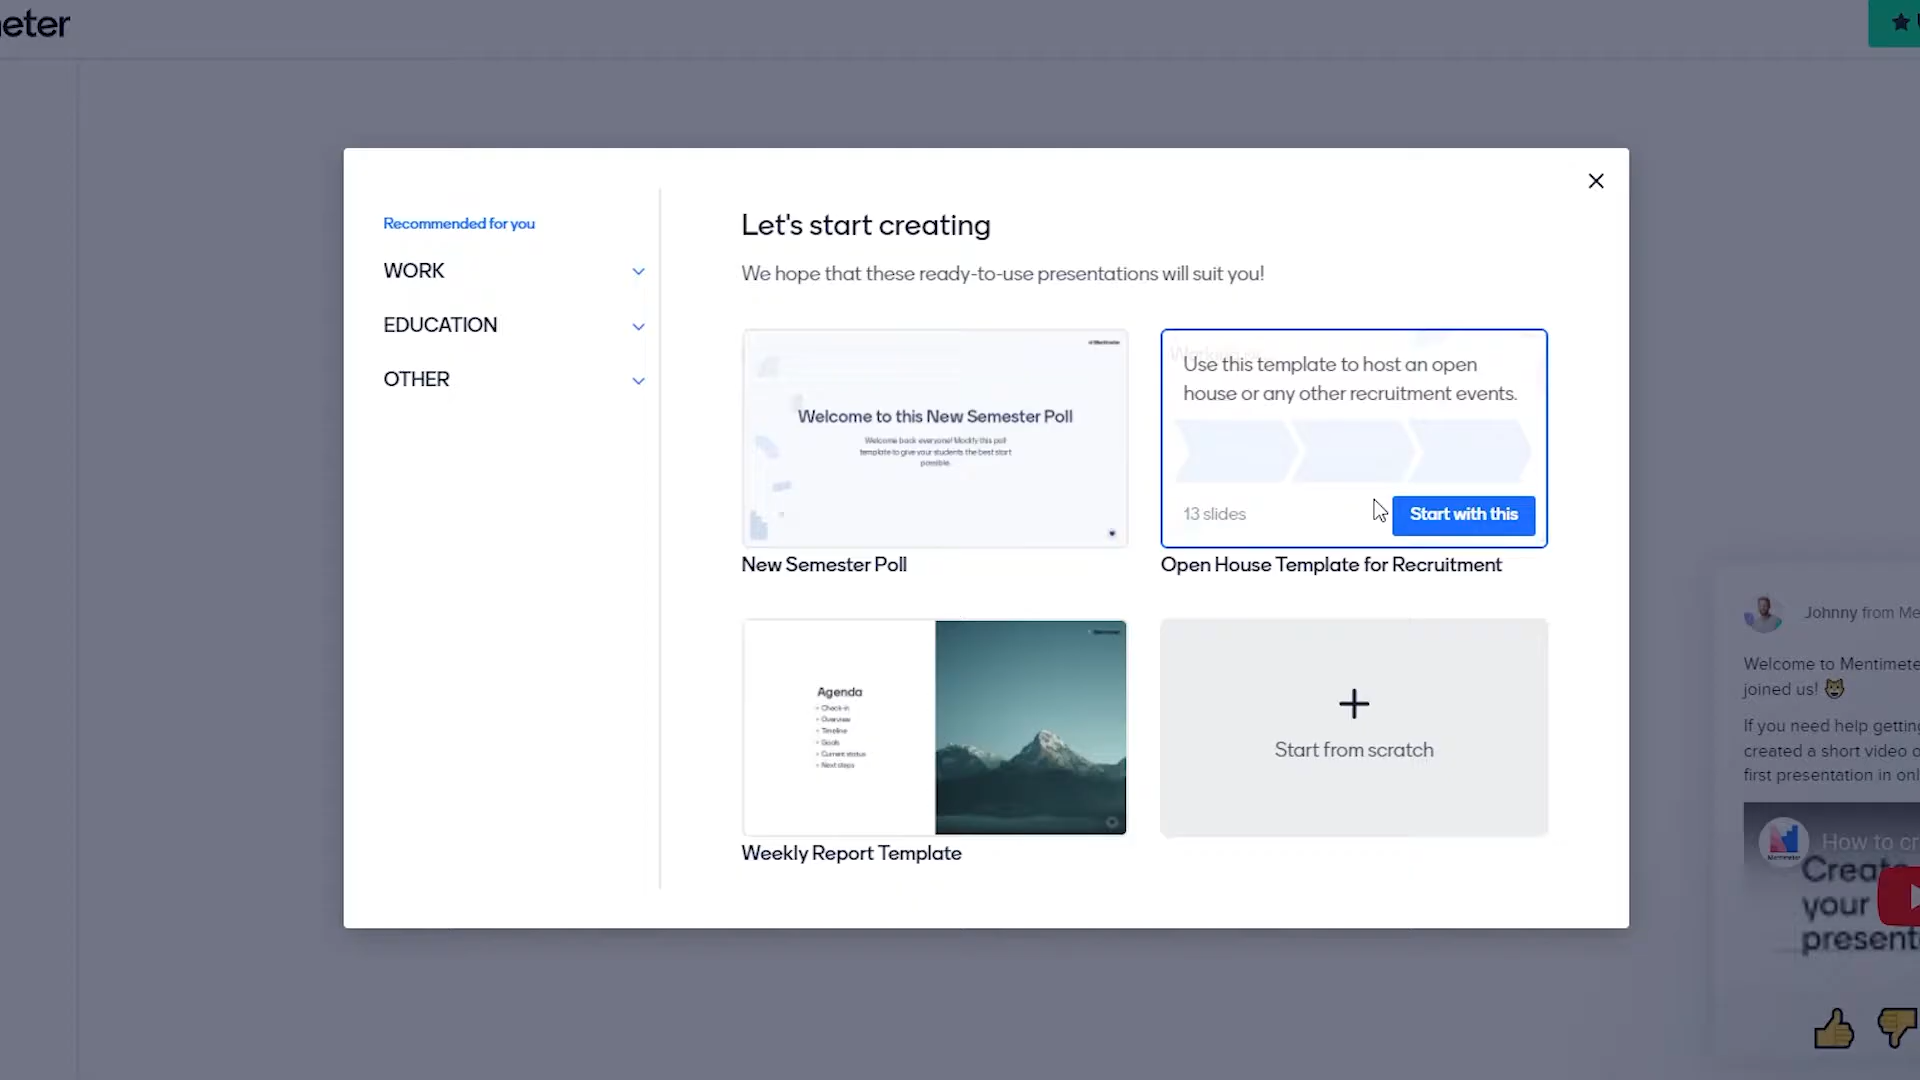 eter
Recommended for you
WORK
EDUCATION
OTHER
Let's start creating
We hope that these ready-to-use presentations will suit you!
Mentimeter
Welcome to this New Semester Poll
Welcome back everyone! Modify this poll
template to give your students the best start
possible.
New Semester Poll
Use this template to host an open
house or any other recruitment events.
13 slides
Start with this
Open House Template for Recruitment
Agenda
Check-in
Overview
Timeline
Goals
Current status
Next steps
Mentimeter
Weekly Report Template
Start from scratch
Johnny from Me
Welcome to Mentimete
joined us! 😺
If you need help getting
created a short video o
first presentation in onl
Mentimeter
How to cr
Creat
your
present